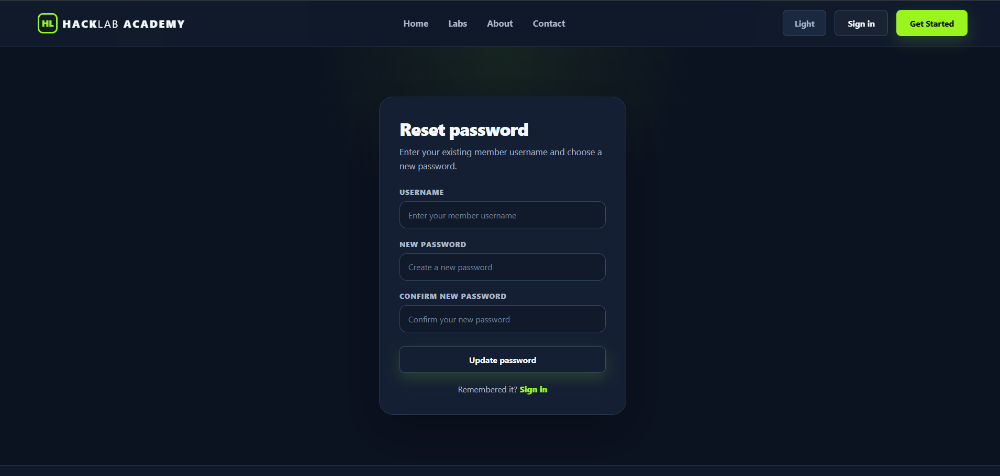 HL HACKLAB ACADEMY
Home Labs About Contact
Light Sign in Get Started
Reset password
Enter your existing member username and choose a
new password.
USERNAME
Enter your member username
NEW PASSWORD
Create a new password
CONFIRM NEW PASSWORD
Confirm your new password
Update password
Remembered it? Sign in